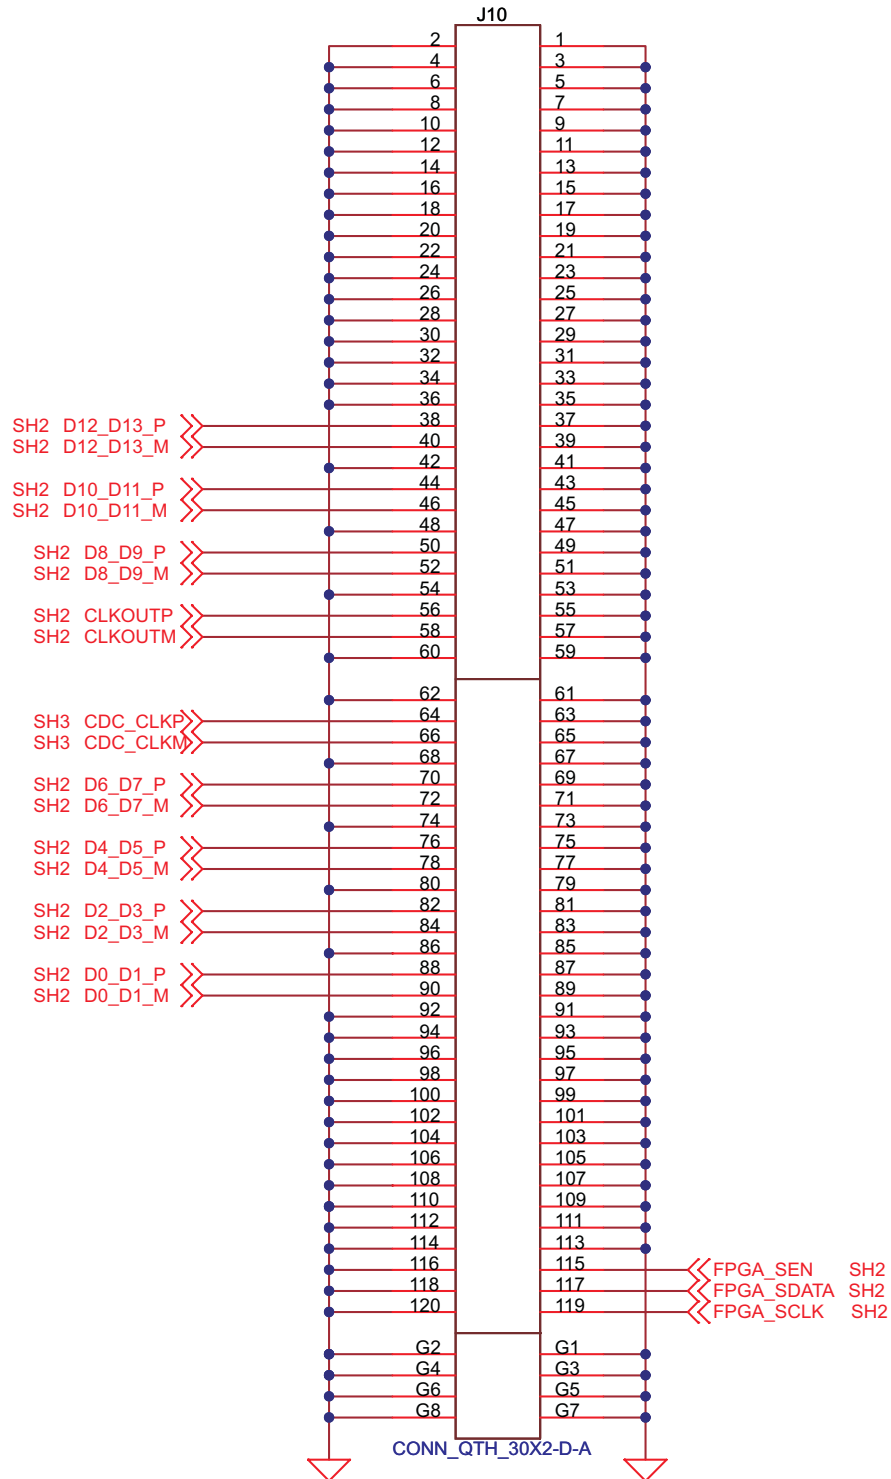 J10
2 1
4 3
6 5
8 7
10 9
12 11
14 13
16 15
18 17
20 19
22 21
24 23
26 25
28 27
30 29
32 31
34 33
36 35
SH2 D12_D13_P 38 37
SH2 D12_D13_M 40 39
42 41
SH2 D10_D11_P 44 43
SH2 D10_D11_M 46 45
48 47
SH2 D8_D9_P 50 49
SH2 D8_D9_M 52 51
54 53
SH2 CLKOUTP 56 55
SH2 CLKOUTM 58 57
60 59
62 61
SH3 CDC_CLKP 64 63
SH3 CDC_CLKM 66 65
68 67
SH2 D6_D7_P 70 69
SH2 D6_D7_M 72 71
74 73
SH2 D4_D5_P 76 75
SH2 D4_D5_M 78 77
80 79
SH2 D2_D3_P 82 81
SH2 D2_D3_M 84 83
86 85
SH2 D0_D1_P 88 87
SH2 D0_D1_M 90 89
92 91
94 93
96 95
98 97
100 99
102 101
104 103
106 105
108 107
110 109
112 111
114 113
116 115 FPGA_SEN SH2
118 117 FPGA_SDATA SH2
120 119 FPGA_SCLK SH2
G2 G1
G4 G3
G6 G5
G8 G7
CONN_QTH_30X2-D-A